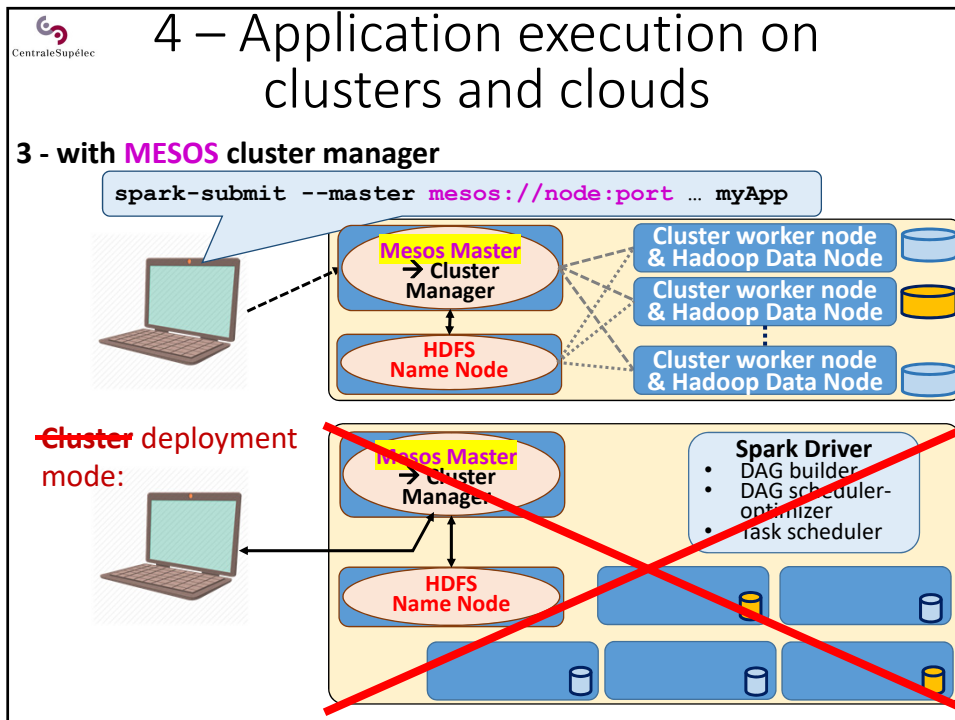 CentraleSupélec
4 – Application execution on
clusters and clouds
3 - with MESOS cluster manager
spark-submit --master mesos://node:port … myApp
Mesos Master
→ Cluster
Manager
HDFS
Name Node
Cluster worker node
& Hadoop Data Node
Cluster worker node
& Hadoop Data Node
Cluster worker node
& Hadoop Data Node
Cluster deployment
mode:
Mesos Master
→ Cluster
Manager
HDFS
Name Node
Spark Driver
• DAG builder
• DAG scheduler-
optimizer
• Task scheduler